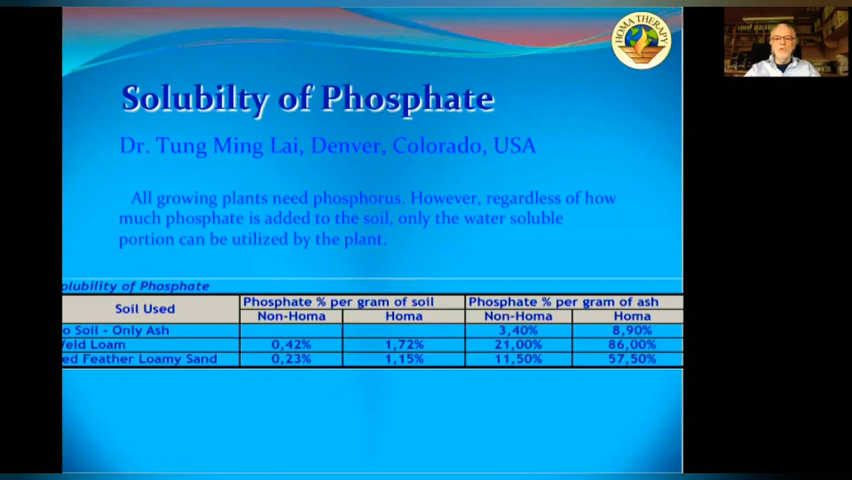 HOMA THERAPY
Solubilty of Phosphate
Dr. Tung Ming Lai, Denver, Colorado, USA
All growing plants need phosphorus. However, regardless of how
much phosphate is added to the soil, only the water soluble
portion can be utilized by the plant.
olubility of Phosphate
Soil Used Phosphate % per gram of soil Phosphate % per gram of ash
Non-Homa Homa Non-Homa Homa
o Soil - Only Ash 3,40% 8,90%
eld Loam 0,42% 1,72% 21,00% 86,00%
ed Feather Loamy Sand 0,23% 1,15% 11,50% 57,50%